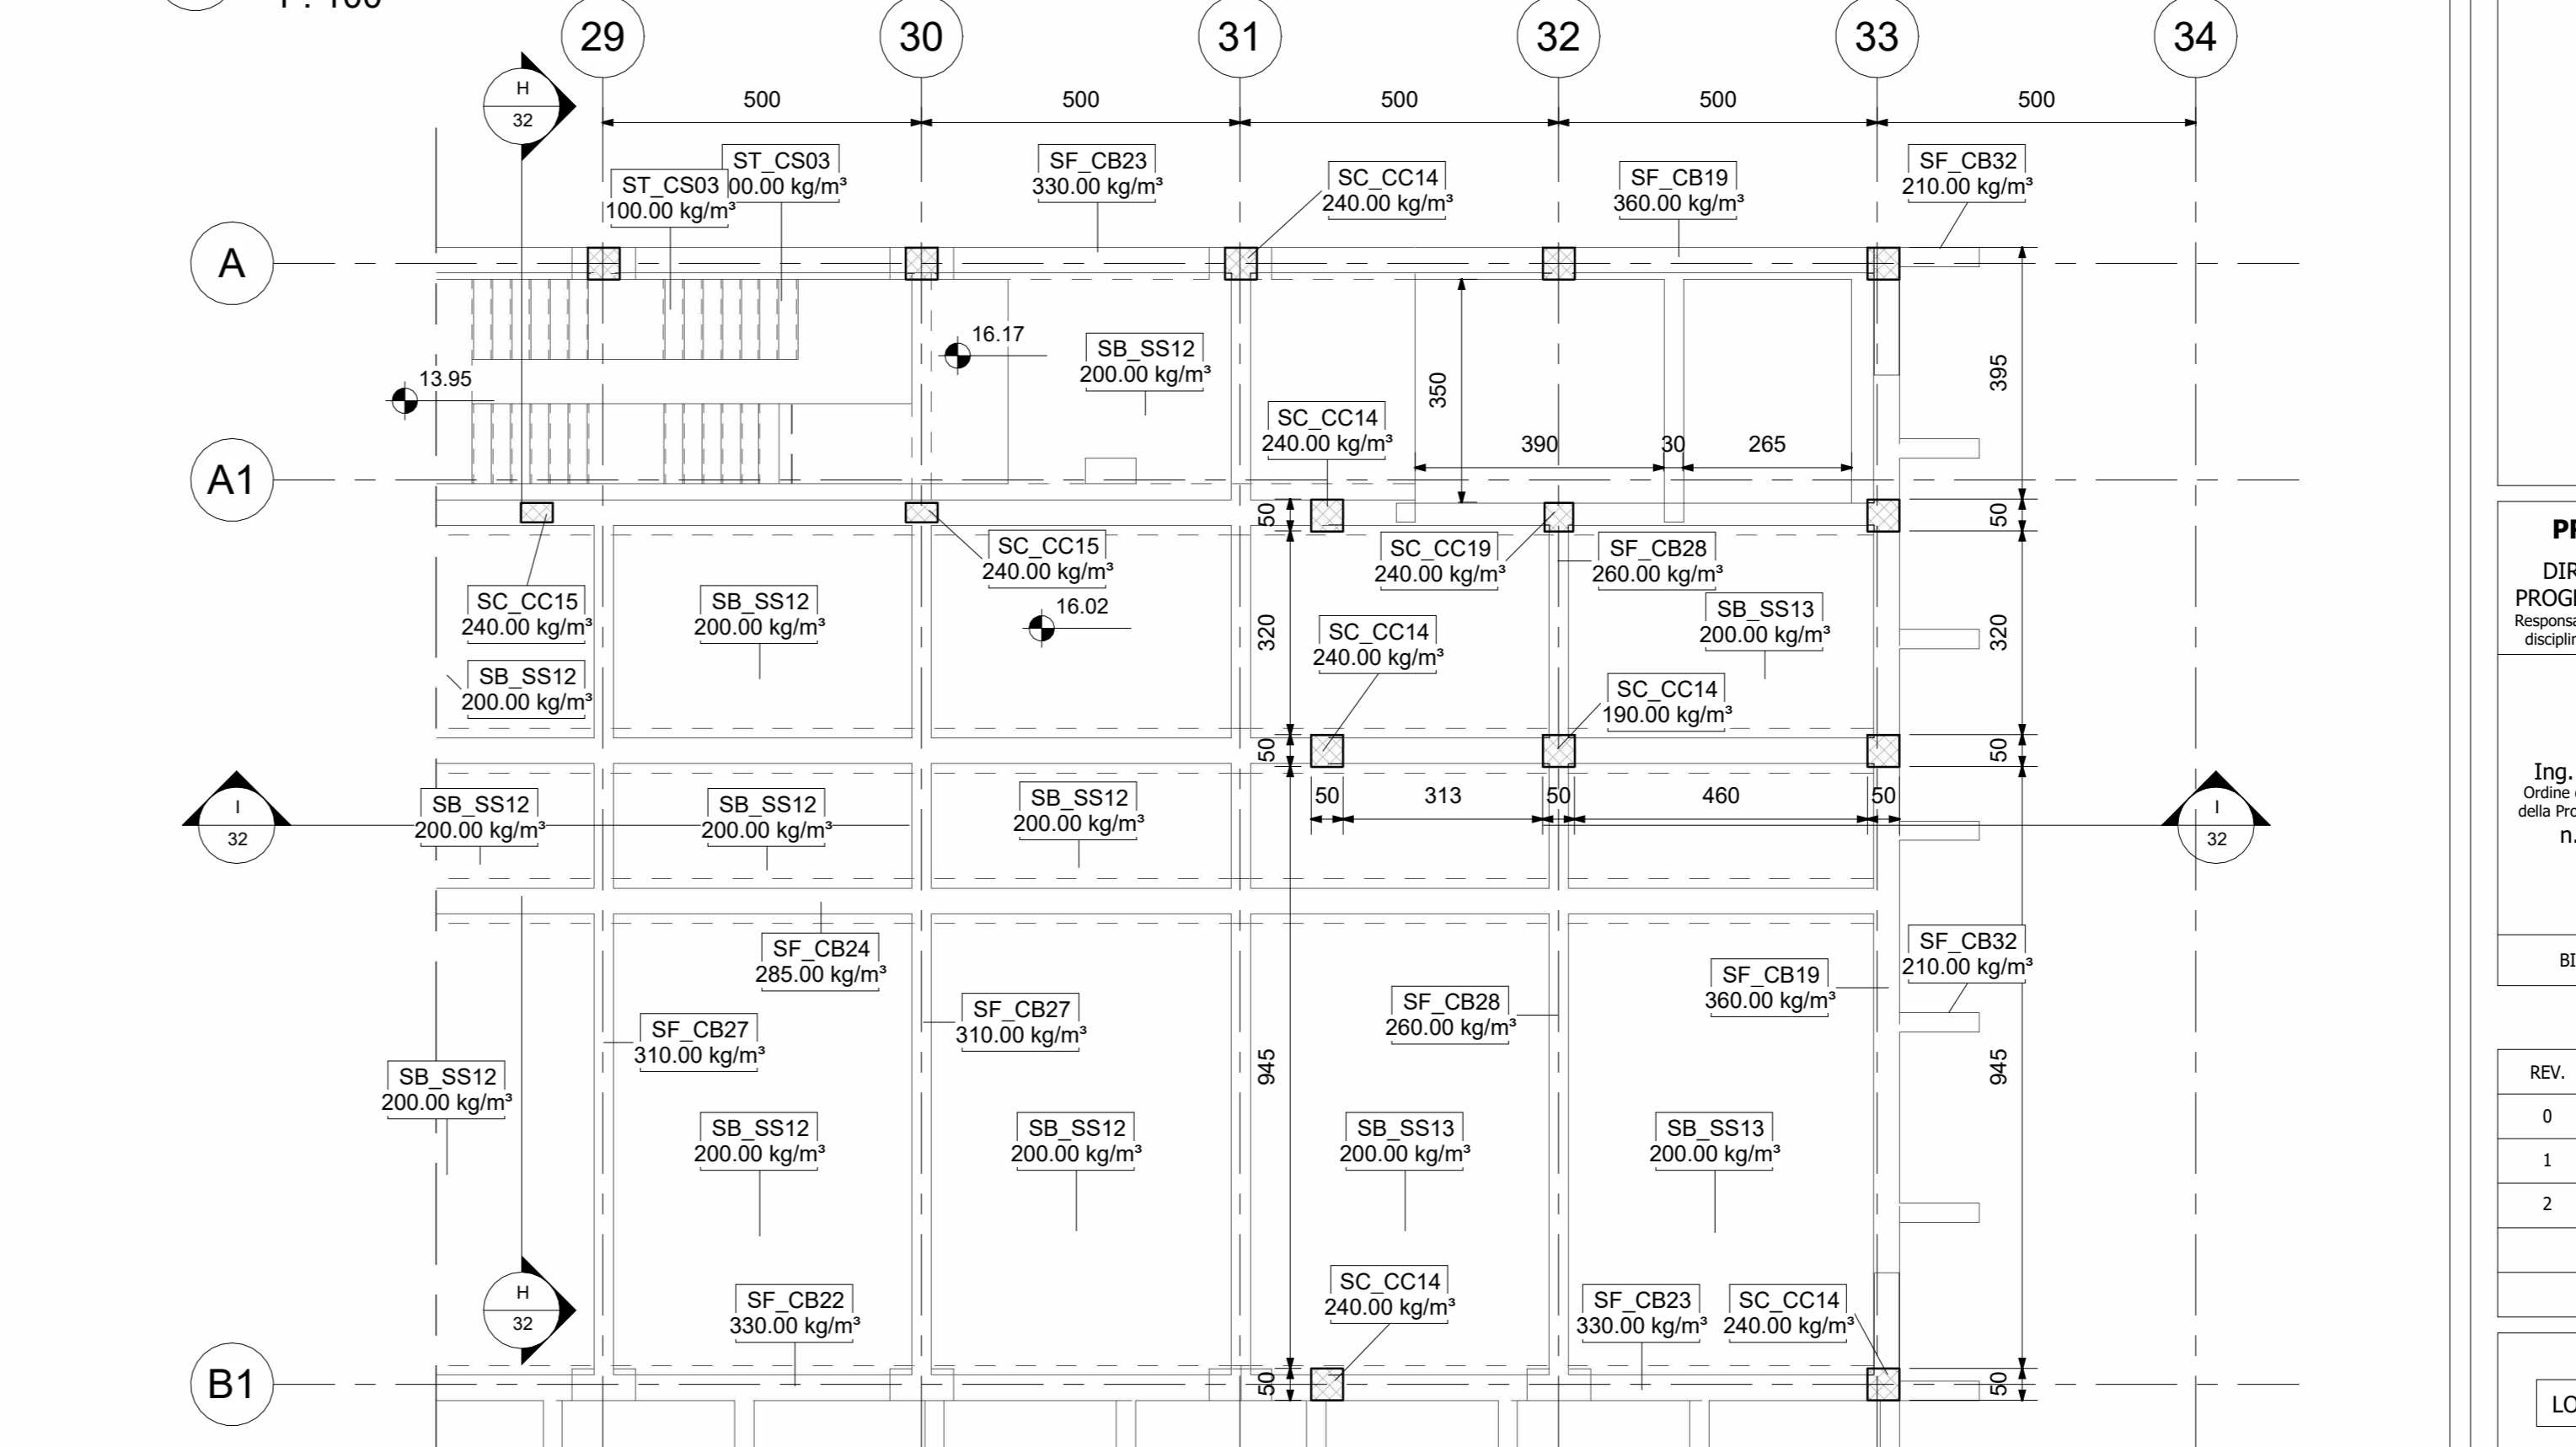 29
30
31
32
33
34
H
32
500
500
500
500
500
ST_CS03
100.00 kg/m³
ST_CS03
00.00 kg/m³
SF_CB23
330.00 kg/m³
SC_CC14
240.00 kg/m³
SF_CB19
360.00 kg/m³
SF_CB32
210.00 kg/m³
A
16.17
13.95
SB_SS12
200.00 kg/m³
350
395
SC_CC14
240.00 kg/m³
390
30
265
A1
50
50
SC_CC15
240.00 kg/m³
SC_CC19
240.00 kg/m³
SF_CB28
260.00 kg/m³
SC_CC15
240.00 kg/m³
SB_SS12
200.00 kg/m³
16.02
SB_SS13
200.00 kg/m³
320
320
SC_CC14
240.00 kg/m³
SB_SS12
200.00 kg/m³
SC_CC14
190.00 kg/m³
50
50
I
32
SB_SS12
200.00 kg/m³
SB_SS12
200.00 kg/m³
SB_SS12
200.00 kg/m³
50
313
50
460
50
I
32
SF_CB24
285.00 kg/m³
SF_CB32
210.00 kg/m³
SF_CB27
310.00 kg/m³
SF_CB27
310.00 kg/m³
SF_CB28
260.00 kg/m³
SF_CB19
360.00 kg/m³
945
945
SB_SS12
200.00 kg/m³
SB_SS12
200.00 kg/m³
SB_SS12
200.00 kg/m³
SB_SS13
200.00 kg/m³
SB_SS13
200.00 kg/m³
H
32
SF_CB22
330.00 kg/m³
SC_CC14
240.00 kg/m³
SF_CB23
330.00 kg/m³
SC_CC14
240.00 kg/m³
B1
50
50
DIR
PROG
Responsa
disciplin
Ing.
Ordine
della Pro
n.
BI
REV.
0
1
2
LO